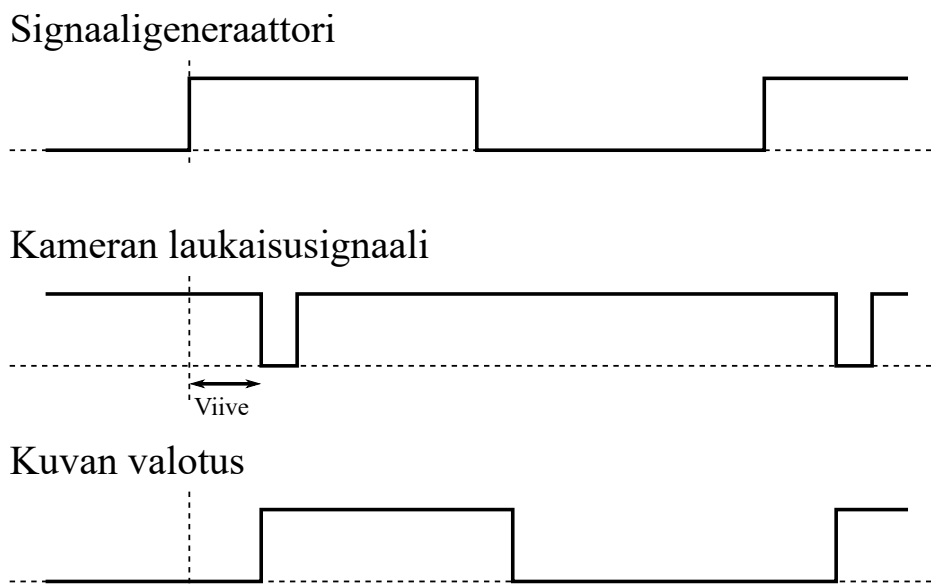 Signaaligeneraattori
Kameran laukaisusignaali
Viive
Kuvan valotus